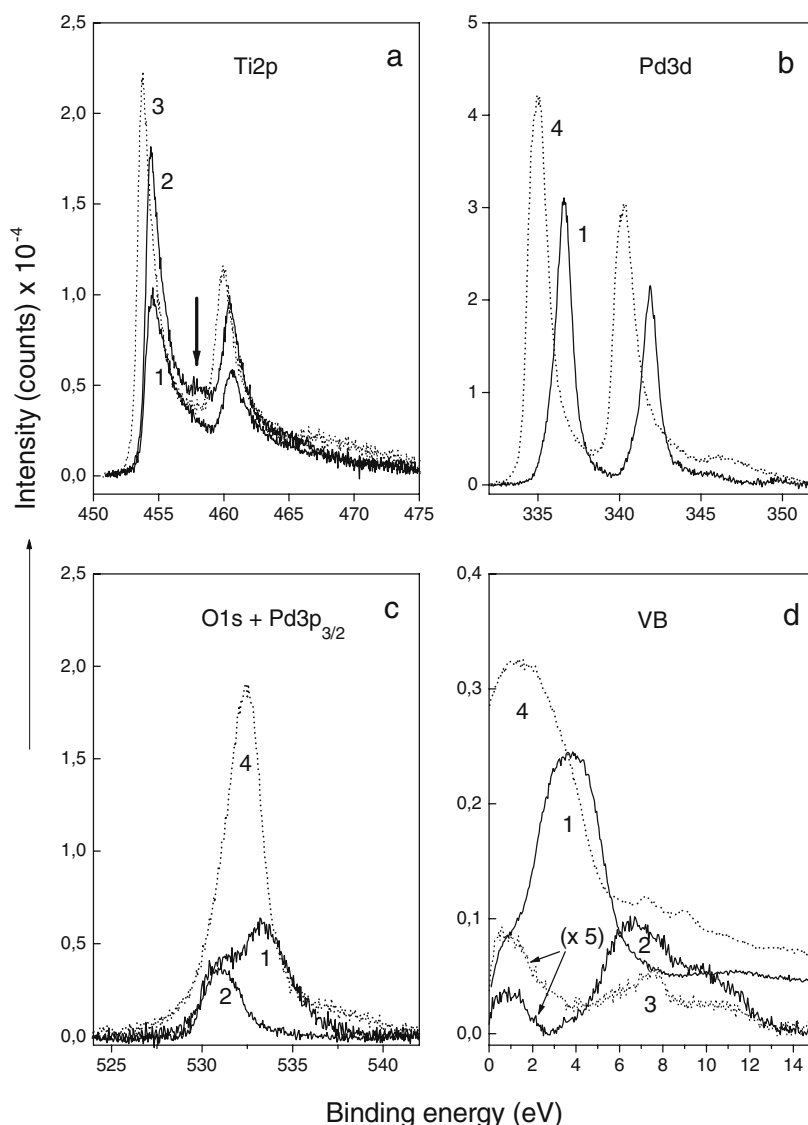 2,5
a
Ti2p
3
2
1
2,0
1,5
1,0
0,5
0,0
450 455 460 465 470 475
5
b
Pd3d
4
1
4
3
2
1
0
335 340 345 350
Intensity (counts) x 10-4
2,5
c
O1s + Pd3p3/2
4
1
2
2,0
1,5
1,0
0,5
0,0
525 530 535 540
0,4
d
VB
4
1
(x 5)
2
3
0,3
0,2
0,1
0,0
0 2 4 6 8 10 12 14
Binding energy (eV)